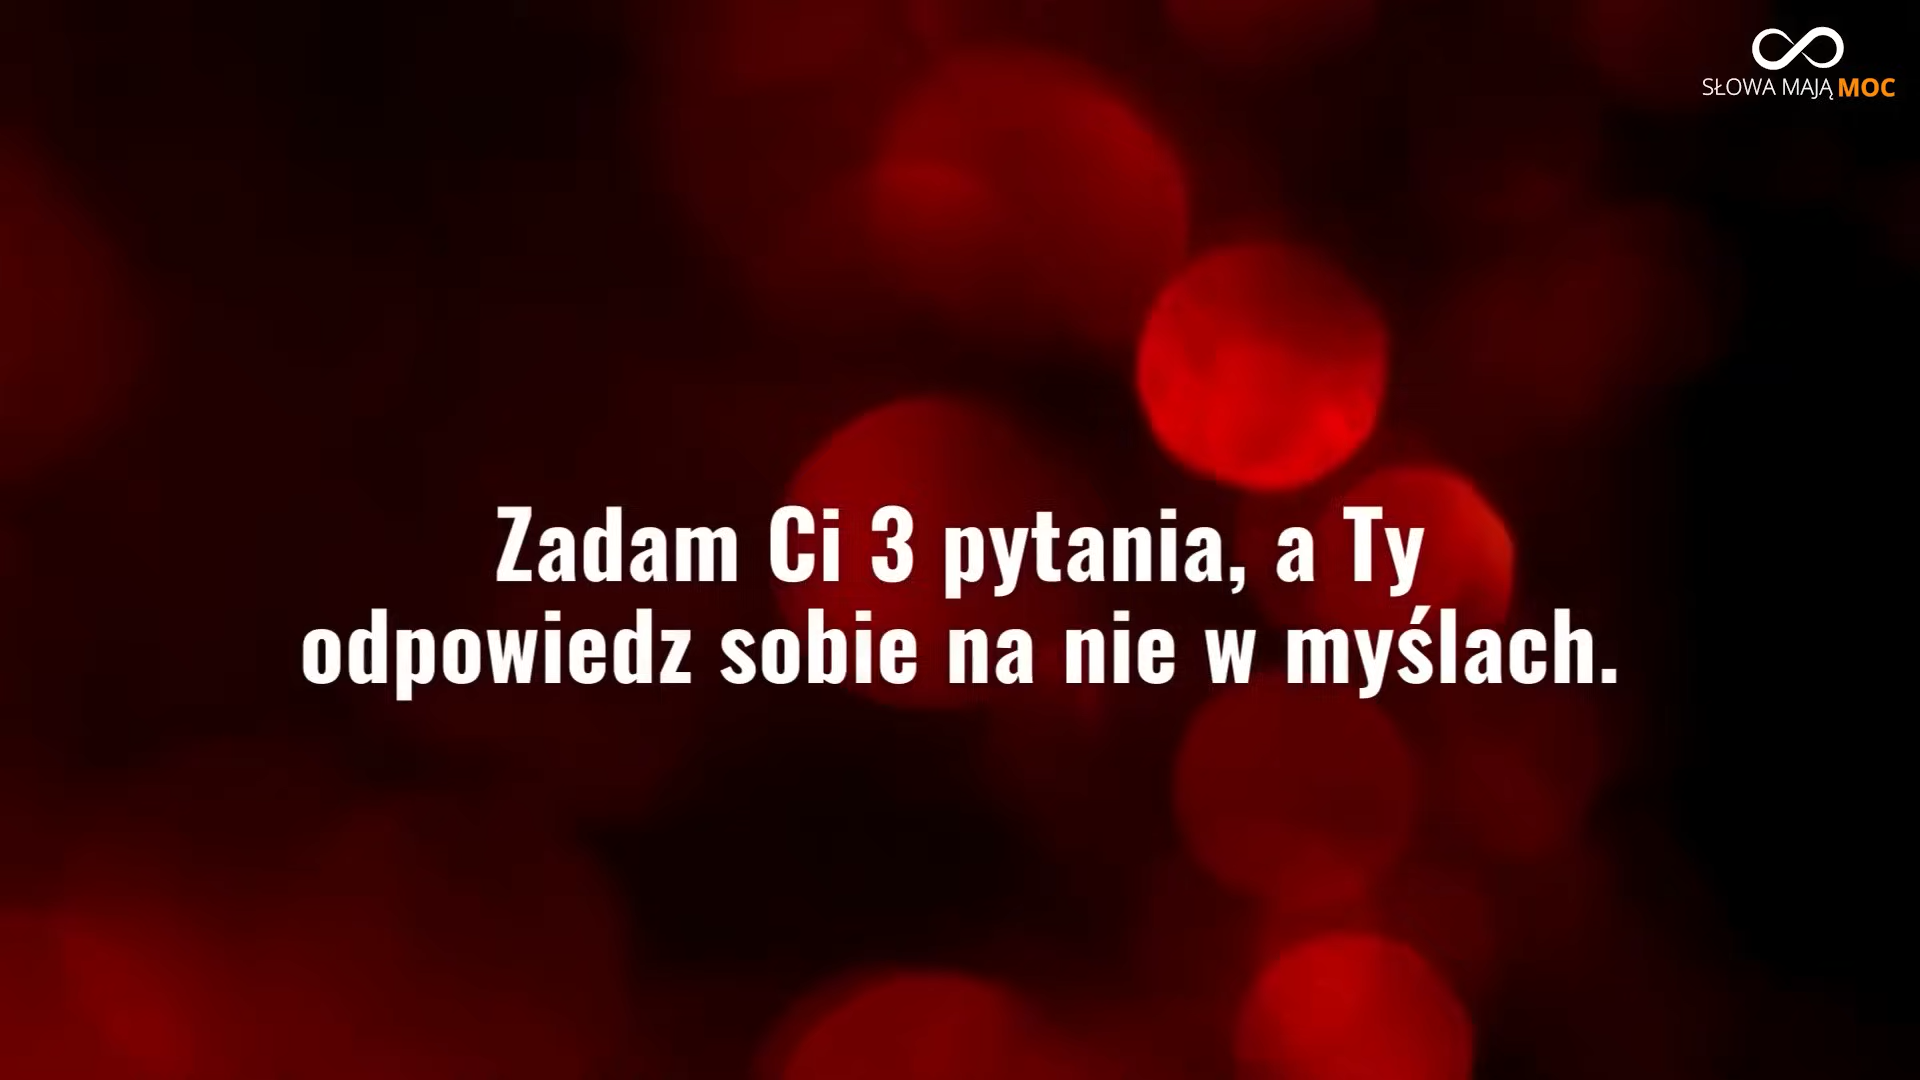 SŁOWA MAJĄ MOC
Zadam Ci 3 pytania, a Ty
odpowiedz sobie na nie w myślach.